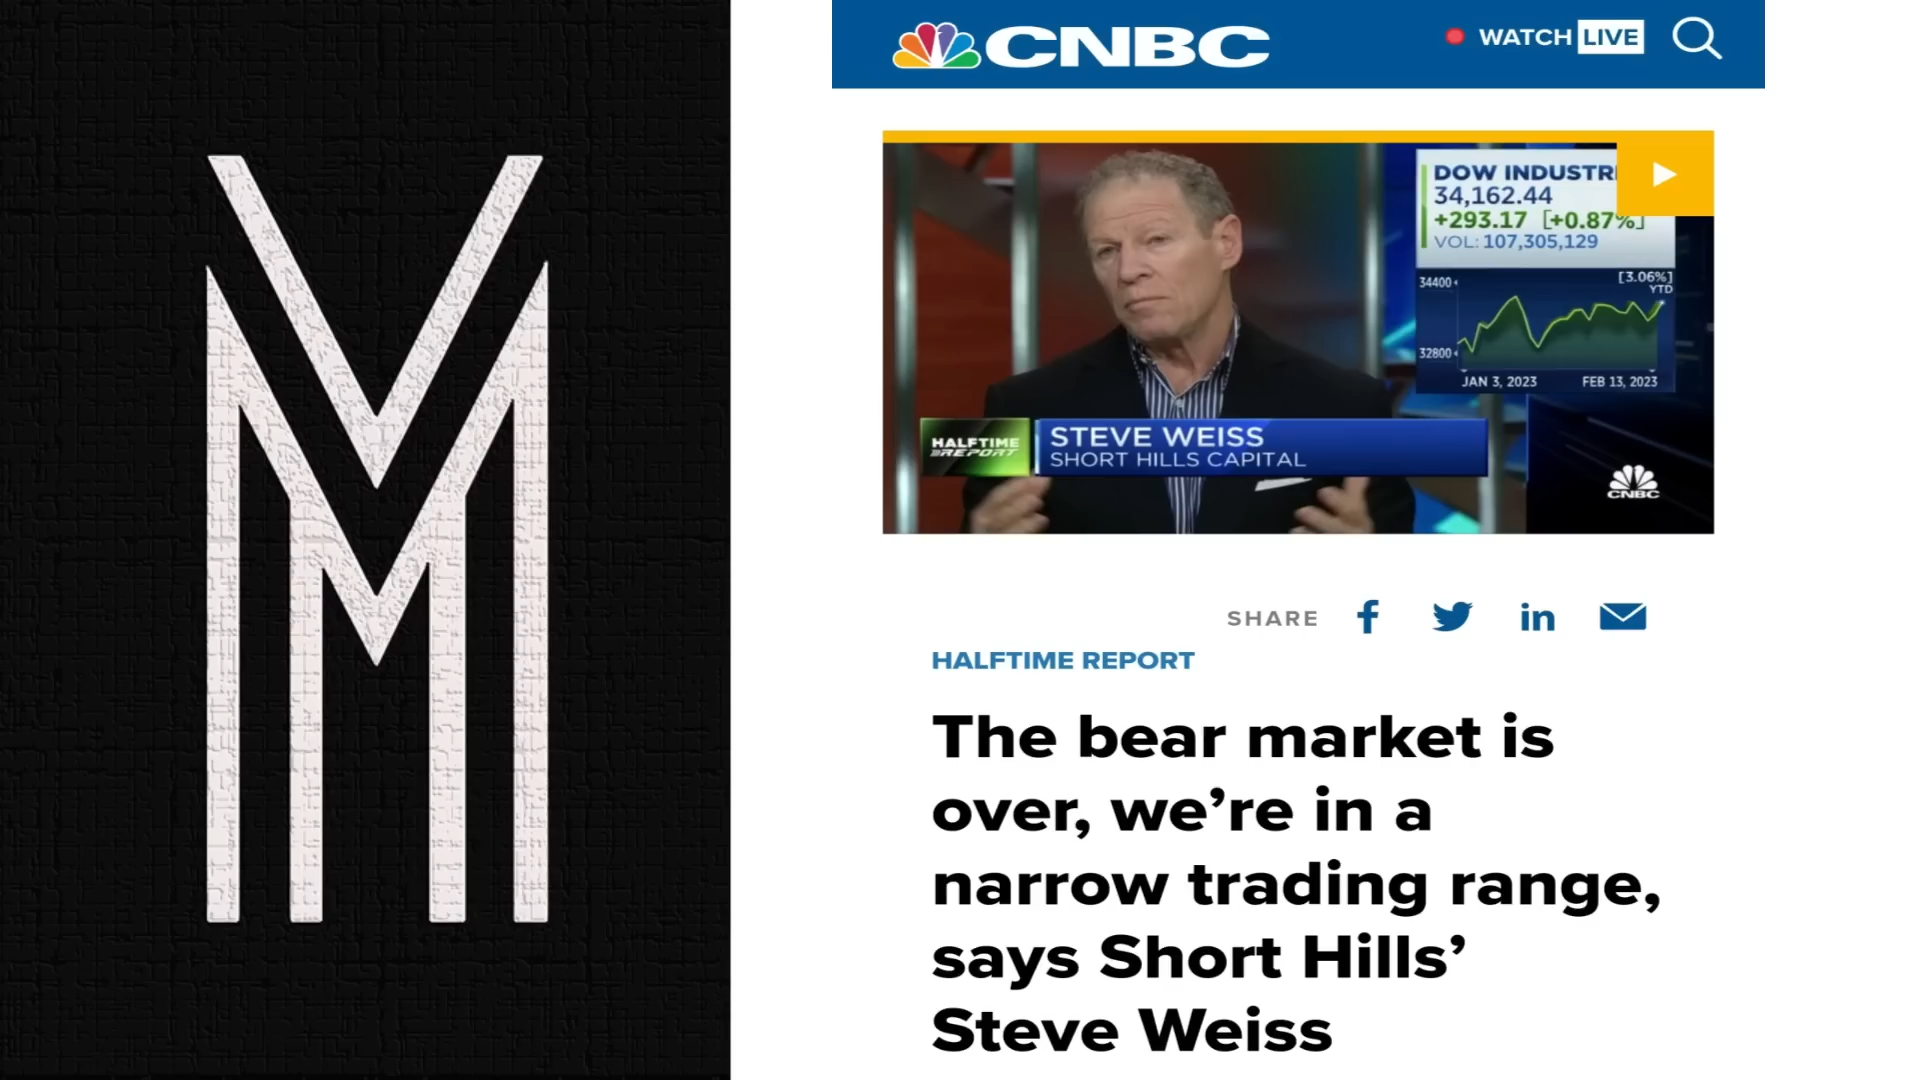 VM
CNBC
WATCH LIVE
DOW INDUSTRI
34,162.44
+293.17 [+0.87%]
VOL: 107,305,129
[3.06%]
YTD
34400
32800
JAN 3, 2023 FEB 13, 2023
HALFTIME
REPORT
STEVE WEISS
SHORT HILLS CAPITAL
CNBC
SHARE
HALFTIME REPORT
The bear market is
over, we’re in a
narrow trading range,
says Short Hills’
Steve Weiss